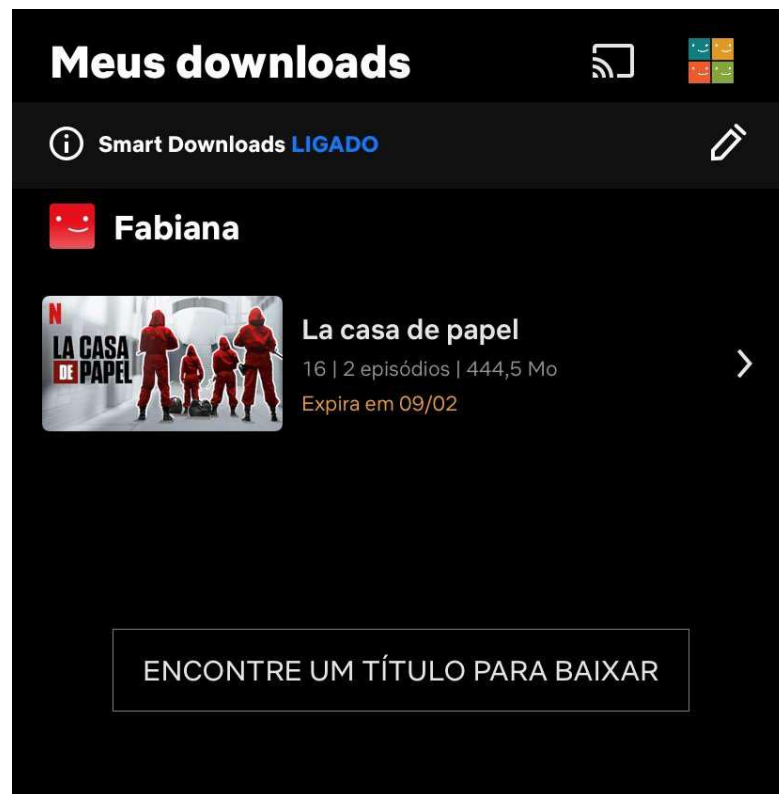 Meus downloads
Smart Downloads LIGADO
Fabiana
N
LA CASA
DE PAPEL
La casa de papel
16 | 2 episódios | 444,5 Mo
Expira em 09/02
ENCONTRE UM TÍTULO PARA BAIXAR